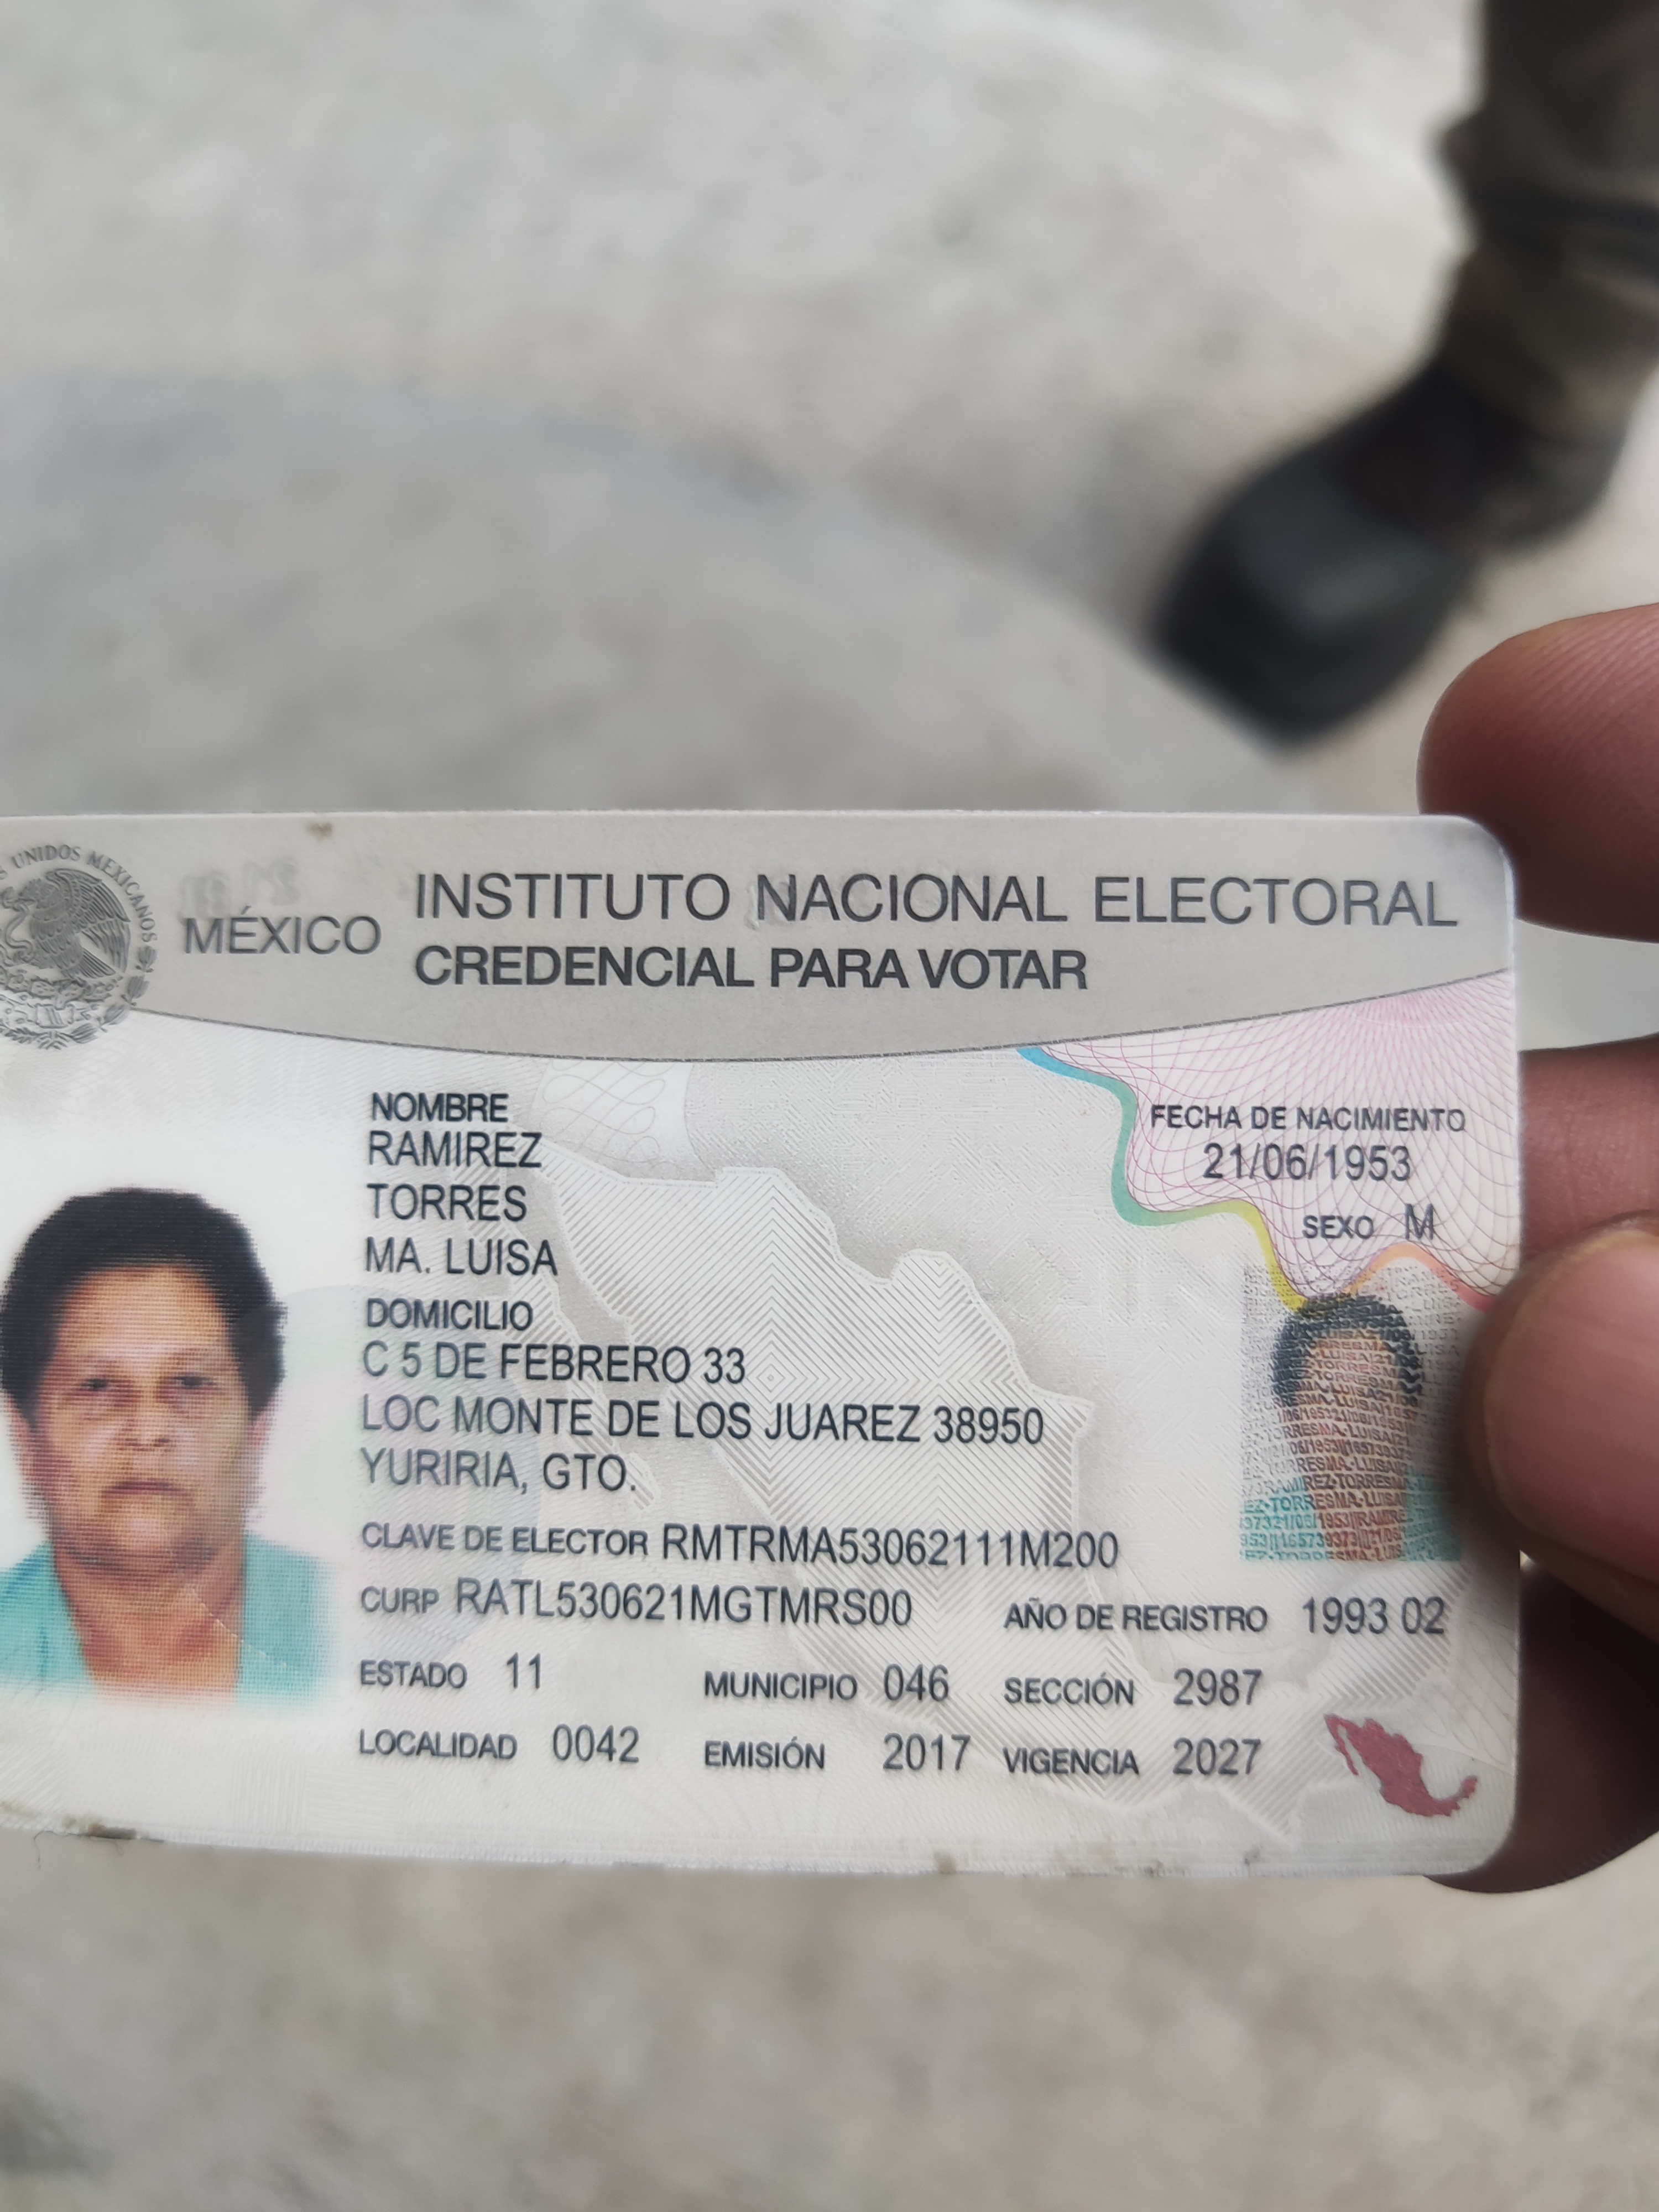 UNIDOS MEXICANOS
MÉXICO
INSTITUTO NACIONAL ELECTORAL
CREDENCIAL PARA VOTAR
NOMBRE
RAMIREZ
TORRES
MA. LUISA
FECHA DE NACIMIENTO
21/06/1953
SEXO M
DOMICILIO
C 5 DE FEBRERO 33
LOC MONTE DE LOS JUAREZ 38950
YURIRIA, GTO.
CLAVE DE ELECTOR RMTRMA53062111M200
CURP RATL530621MGTMRS00
AÑO DE REGISTRO 1993 02
ESTADO 11
MUNICIPIO 046
SECCIÓN 2987
LOCALIDAD 0042
EMISIÓN 2017
VIGENCIA 2027